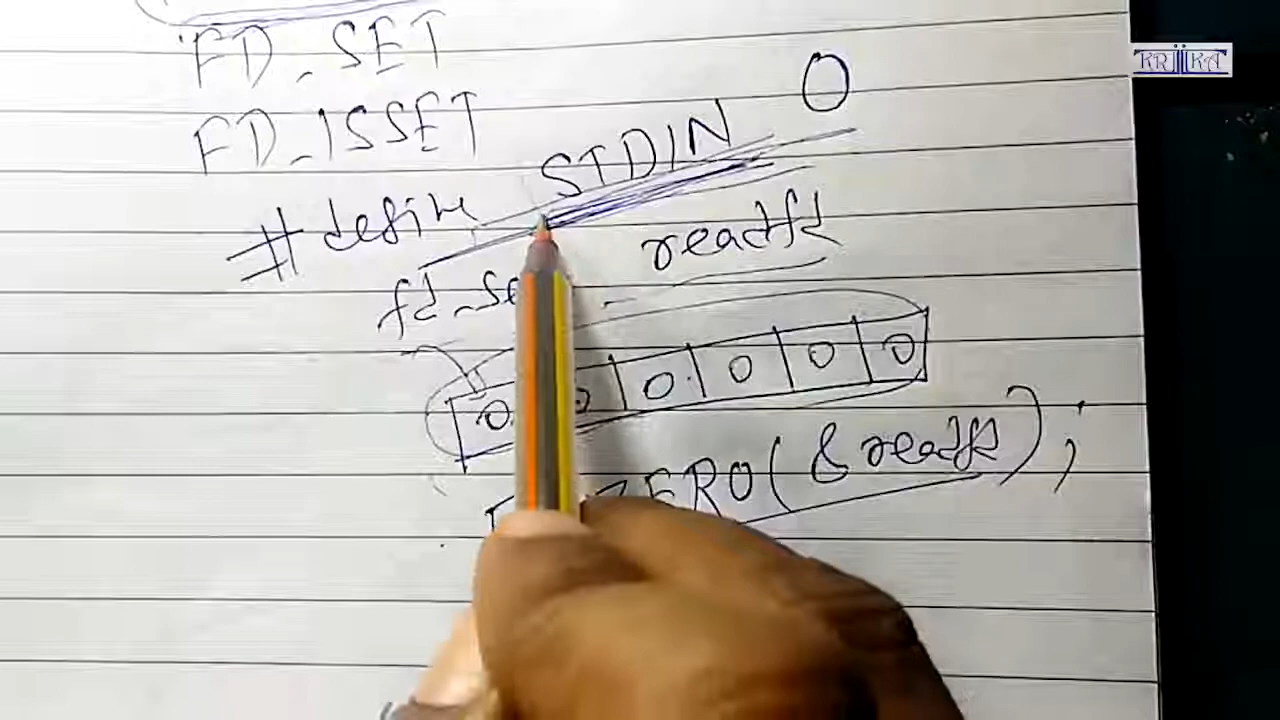 KRIIKA
FD_SET
FD_ISSET
#define STDIN 0
readfd
0 0 0 0 0
ZERO(&readfd);